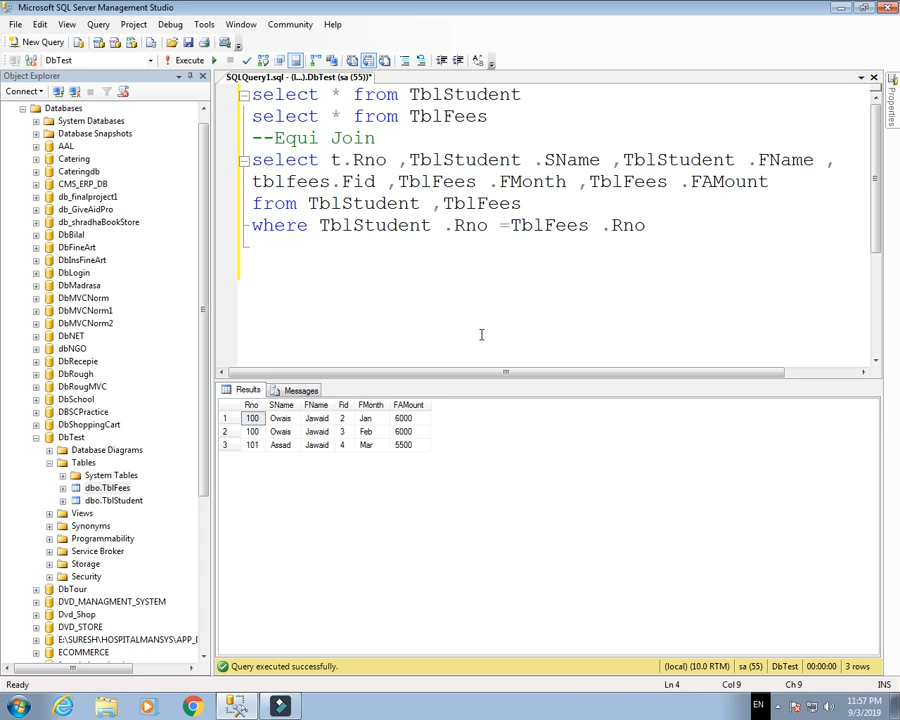 Microsoft SQL Server Management Studio
File Edit View Query Project Debug Tools Window Community Help
New Query
DbTest Execute
Object Explorer
SQLQuery1.sql - (l...).DbTest (sa (55))*
Connect
Properties
Databases
System Databases
Database Snapshots
AAL
Catering
Cateringdb
CMS_ERP_DB
db_finalproject1
db_GiveAidPro
db_shradhaBookStore
DbBilal
DbFineArt
DbInsFineArt
DbLogin
DbMadarsa
DbMVCNorm
DbMVCNorm1
DbMVCNorm2
DbNET
dbNGO
DbRecepie
DbRough
DbRougMVC
DbSchool
DBSCPractice
DbShoppingCart
DbTest
Database Diagrams
Tables
System Tables
dbo.TblFees
dbo.TblStudent
Views
Synonyms
Programmability
Service Broker
Storage
Security
DbTour
DVD_MANAGMENT_SYSTEM
Dvd_Shop
DVD_STORE
E:\SURESH\HOSPITALMANSYS\APP_D
ECOMMERCE
select * from TblStudent
select * from TblFees
--Equi Join
select t.Rno ,TblStudent .SName ,TblStudent .FName ,
tblfees.Fid ,TblFees .FMonth ,TblFees .FAMount
from TblStudent ,TblFees
where TblStudent .Rno =TblFees .Rno
Results Messages
Rno SName FName Fid FMonth FAMount
1 100 Owais Jawaid 2 Jan 6000
2 100 Owais Jawaid 3 Feb 6000
3 101 Assad Jawaid 4 Mar 5500
Query executed successfully. (local) (10.0 RTM) sa (55) DbTest 00:00:00 3 rows
Ready Ln 4 Col 9 Ch 9 INS
EN 11:57 PM
9/3/2019